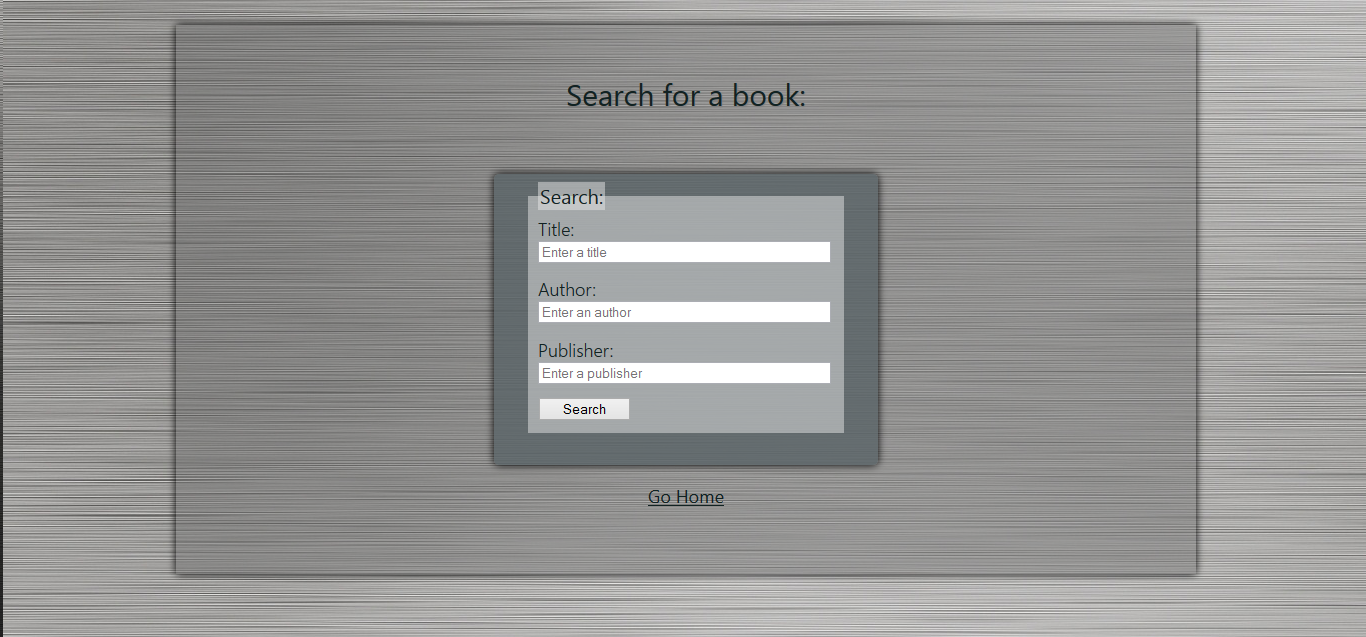 Search for a book:
Search:
Title:
Enter a title
Author:
Enter an author
Publisher:
Enter a publisher
Search
Go Home